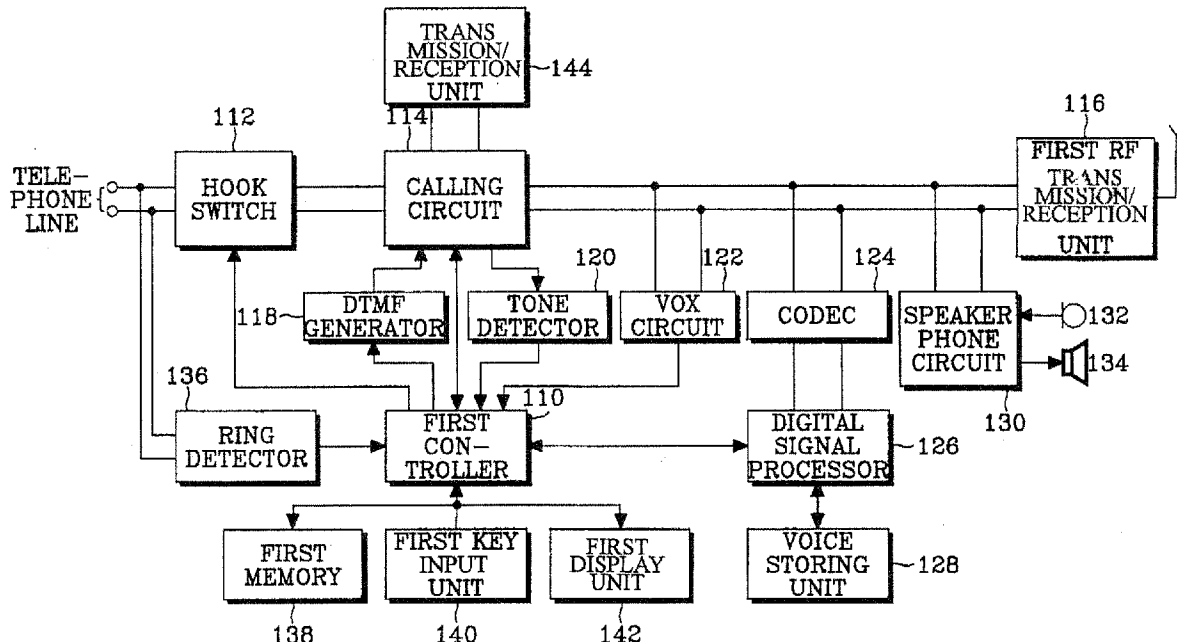 TRANS
MISSION/
RECEPTION
UNIT
144
112
114
116
TELE-
PHONE
LINE
HOOK
SWITCH
CALLING
CIRCUIT
FIRST RF
TRANS
MISSION/
RECEPTION
UNIT
118
DTMF
GENERATOR
120
TONE
DETECTOR
122
VOX
CIRCUIT
124
CODEC
SPEAKER
PHONE
CIRCUIT
132
134
130
136
RING
DETECTOR
110
FIRST
CON-
TROLLER
DIGITAL
SIGNAL
PROCESSOR
126
FIRST
MEMORY
138
FIRST KEY
INPUT
UNIT
140
FIRST
DISPLAY
UNIT
142
VOICE
STORING
UNIT
128